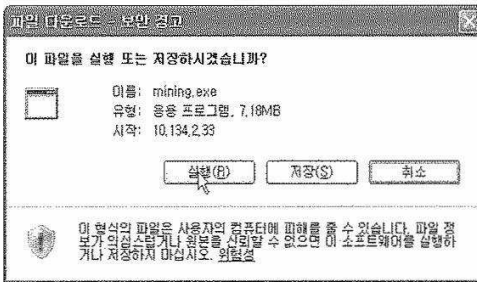 파일 다운로드 - 보안 경고
이 파일을 실행 또는 저장하시겠습니까?
이름: mining.exe
유형: 응용 프로그램, 7.18MB
시작: 10.134.2.33
실행(R) 저장(S) 취소
이 형식의 파일은 사용자의 컴퓨터에 피해를 줄 수 있습니다. 파일 정
보가 의심스럽거나 원본을 신뢰할 수 없으면 이 소프트웨어를 실행하
거나 저장하지 마십시오. 위험성